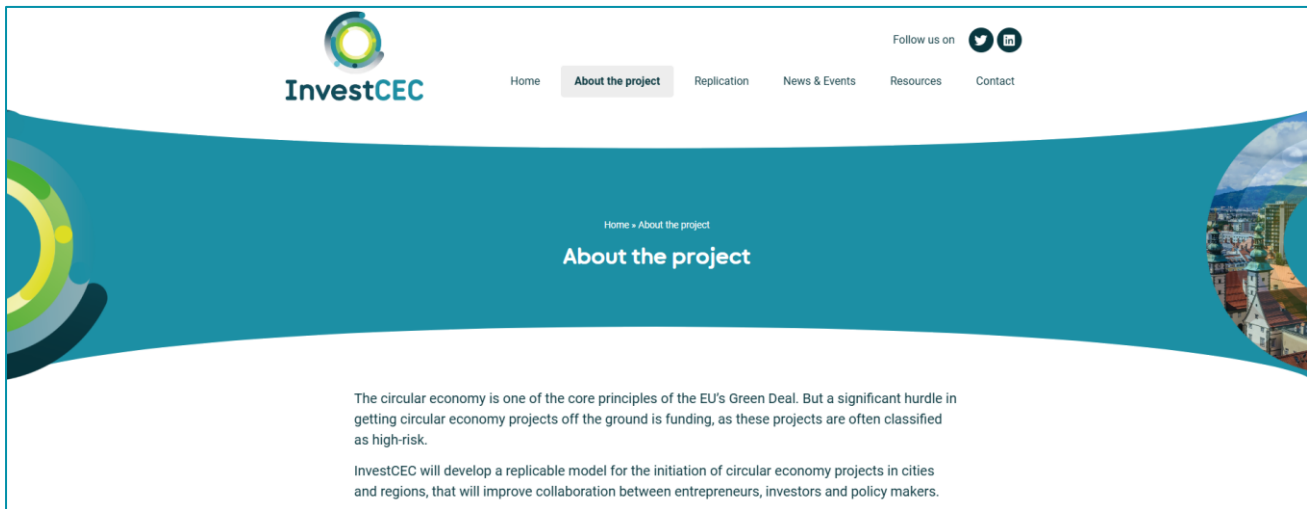 Follow us on
InvestCEC
Home About the project Replication News & Events Resources Contact
Home » About the project
About the project
The circular economy is one of the core principles of the EU's Green Deal. But a significant hurdle in
getting circular economy projects off the ground is funding, as these projects are often classified
as high-risk.
InvestCEC will develop a replicable model for the initiation of circular economy projects in cities
and regions, that will improve collaboration between entrepreneurs, investors and policy makers.